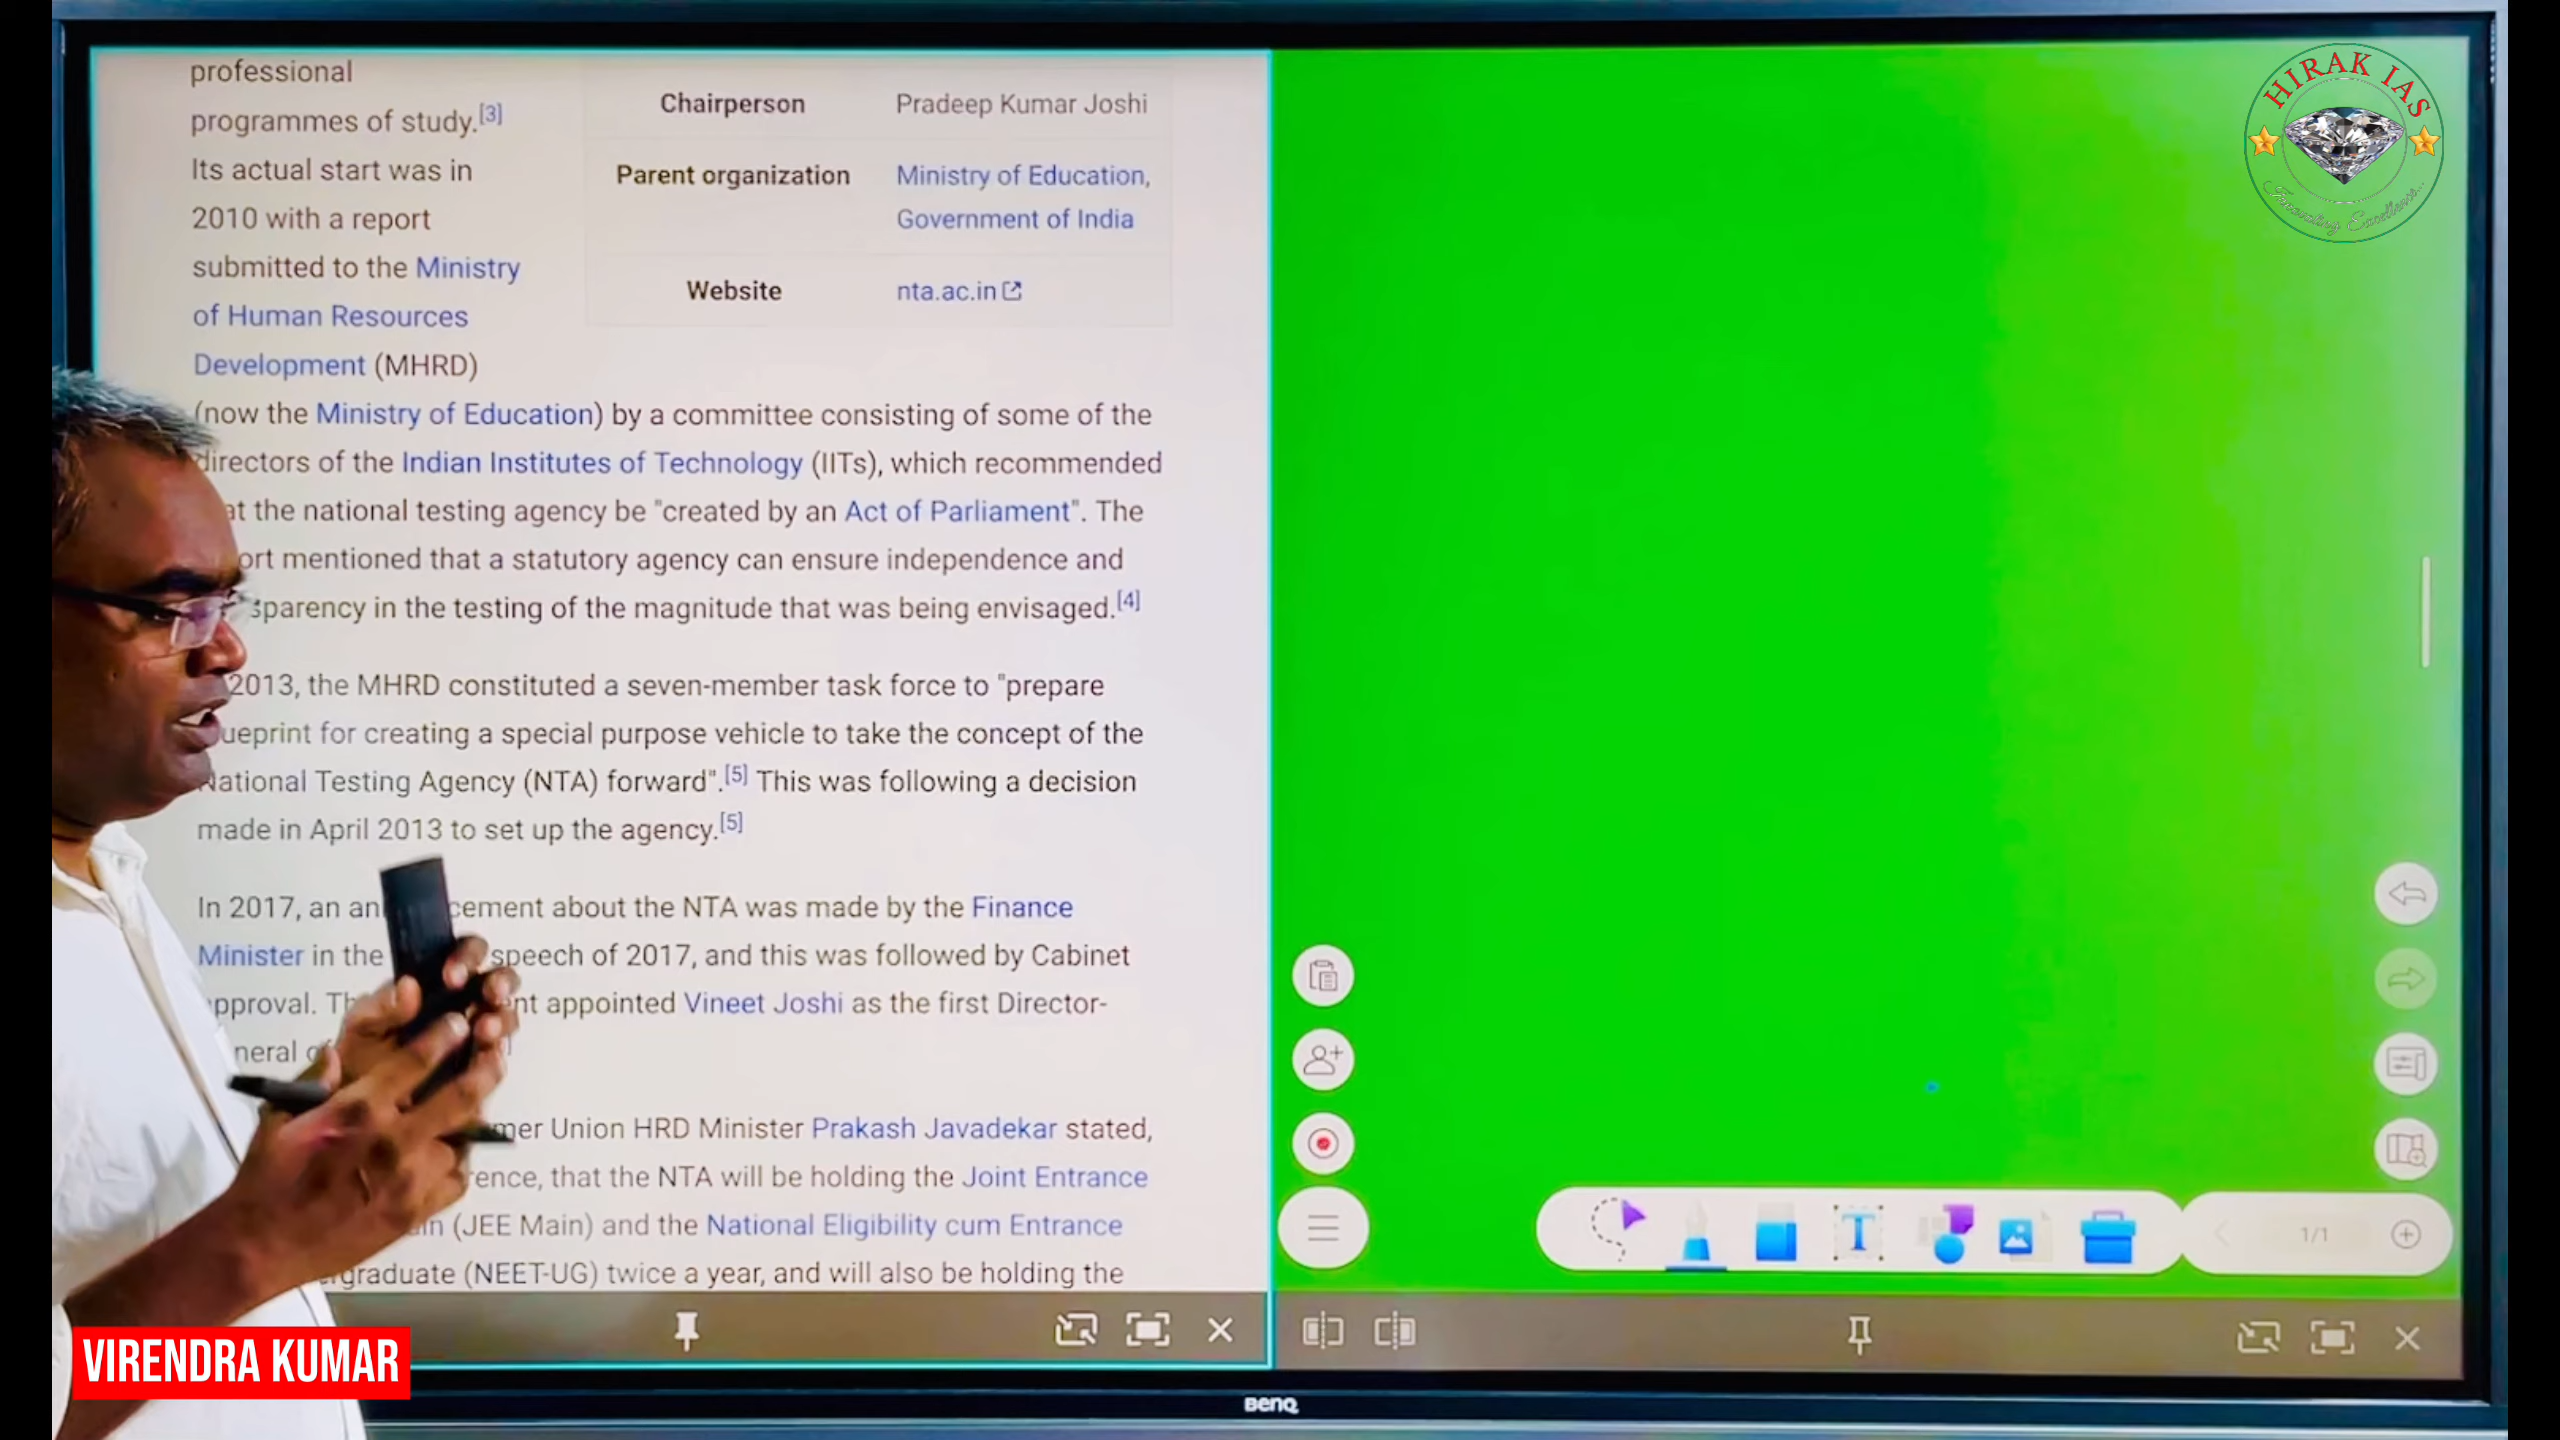 professional
programmes of study.[3]
Its actual start was in
2010 with a report
submitted to the Ministry
of Human Resources
Development (MHRD)
Chairperson Pradeep Kumar Joshi
Parent organization Ministry of Education,
Government of India
Website nta.ac.in
(now the Ministry of Education) by a committee consisting of some of the
directors of the Indian Institutes of Technology (IITs), which recommended
at the national testing agency be "created by an Act of Parliament". The
ort mentioned that a statutory agency can ensure independence and
sparency in the testing of the magnitude that was being envisaged.[4]
2013, the MHRD constituted a seven-member task force to "prepare
ueprint for creating a special purpose vehicle to take the concept of the
National Testing Agency (NTA) forward".[5] This was following a decision
made in April 2013 to set up the agency.[5]
In 2017, an an cement about the NTA was made by the Finance
Minister in the speech of 2017, and this was followed by Cabinet
pproval. Th nt appointed Vineet Joshi as the first Director-
neral of
mer Union HRD Minister Prakash Javadekar stated,
rence, that the NTA will be holding the Joint Entrance
in (JEE Main) and the National Eligibility cum Entrance
rgraduate (NEET-UG) twice a year, and will also be holding the
HIRAK IAS
T
1/1
VIRENDRA KUMAR
BenQ